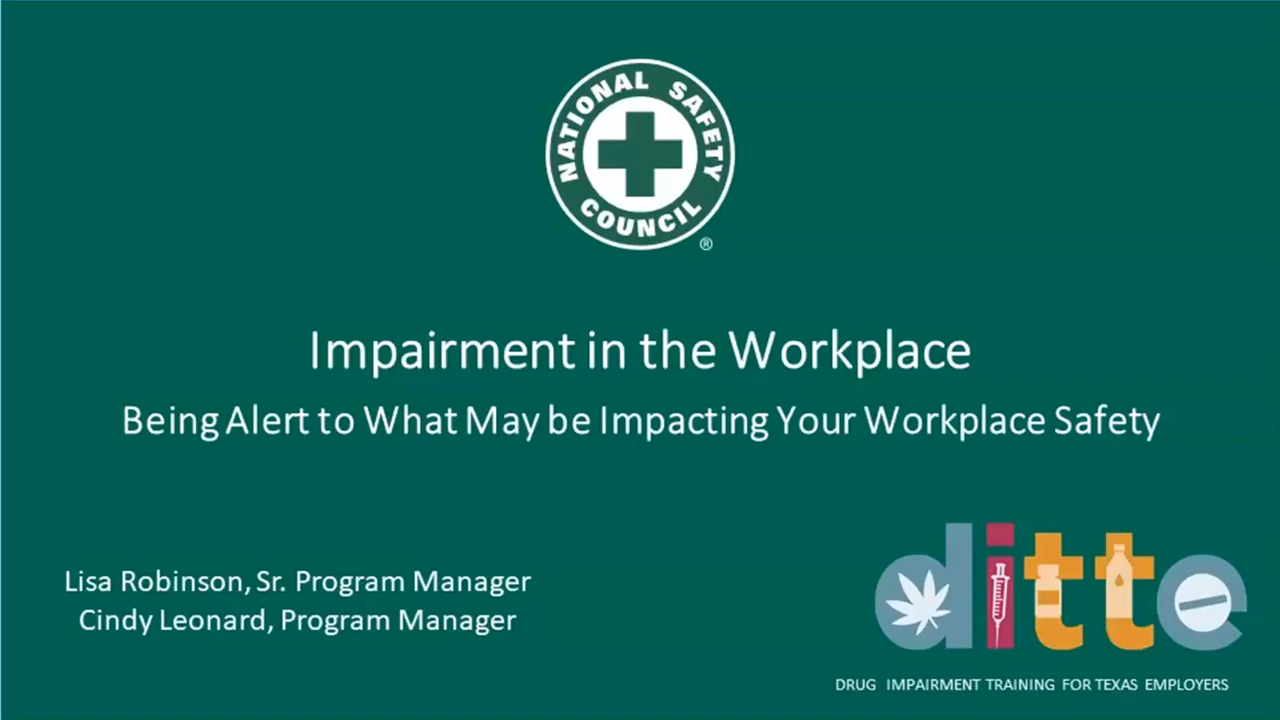 NATIONAL SAFETY
COUNCIL
®
Impairment in the Workplace
Being Alert to What May be Impacting Your Workplace Safety
Lisa Robinson, Sr. Program Manager
Cindy Leonard, Program Manager
ditte
DRUG IMPAIRMENT TRAINING FOR TEXAS EMPLOYERS